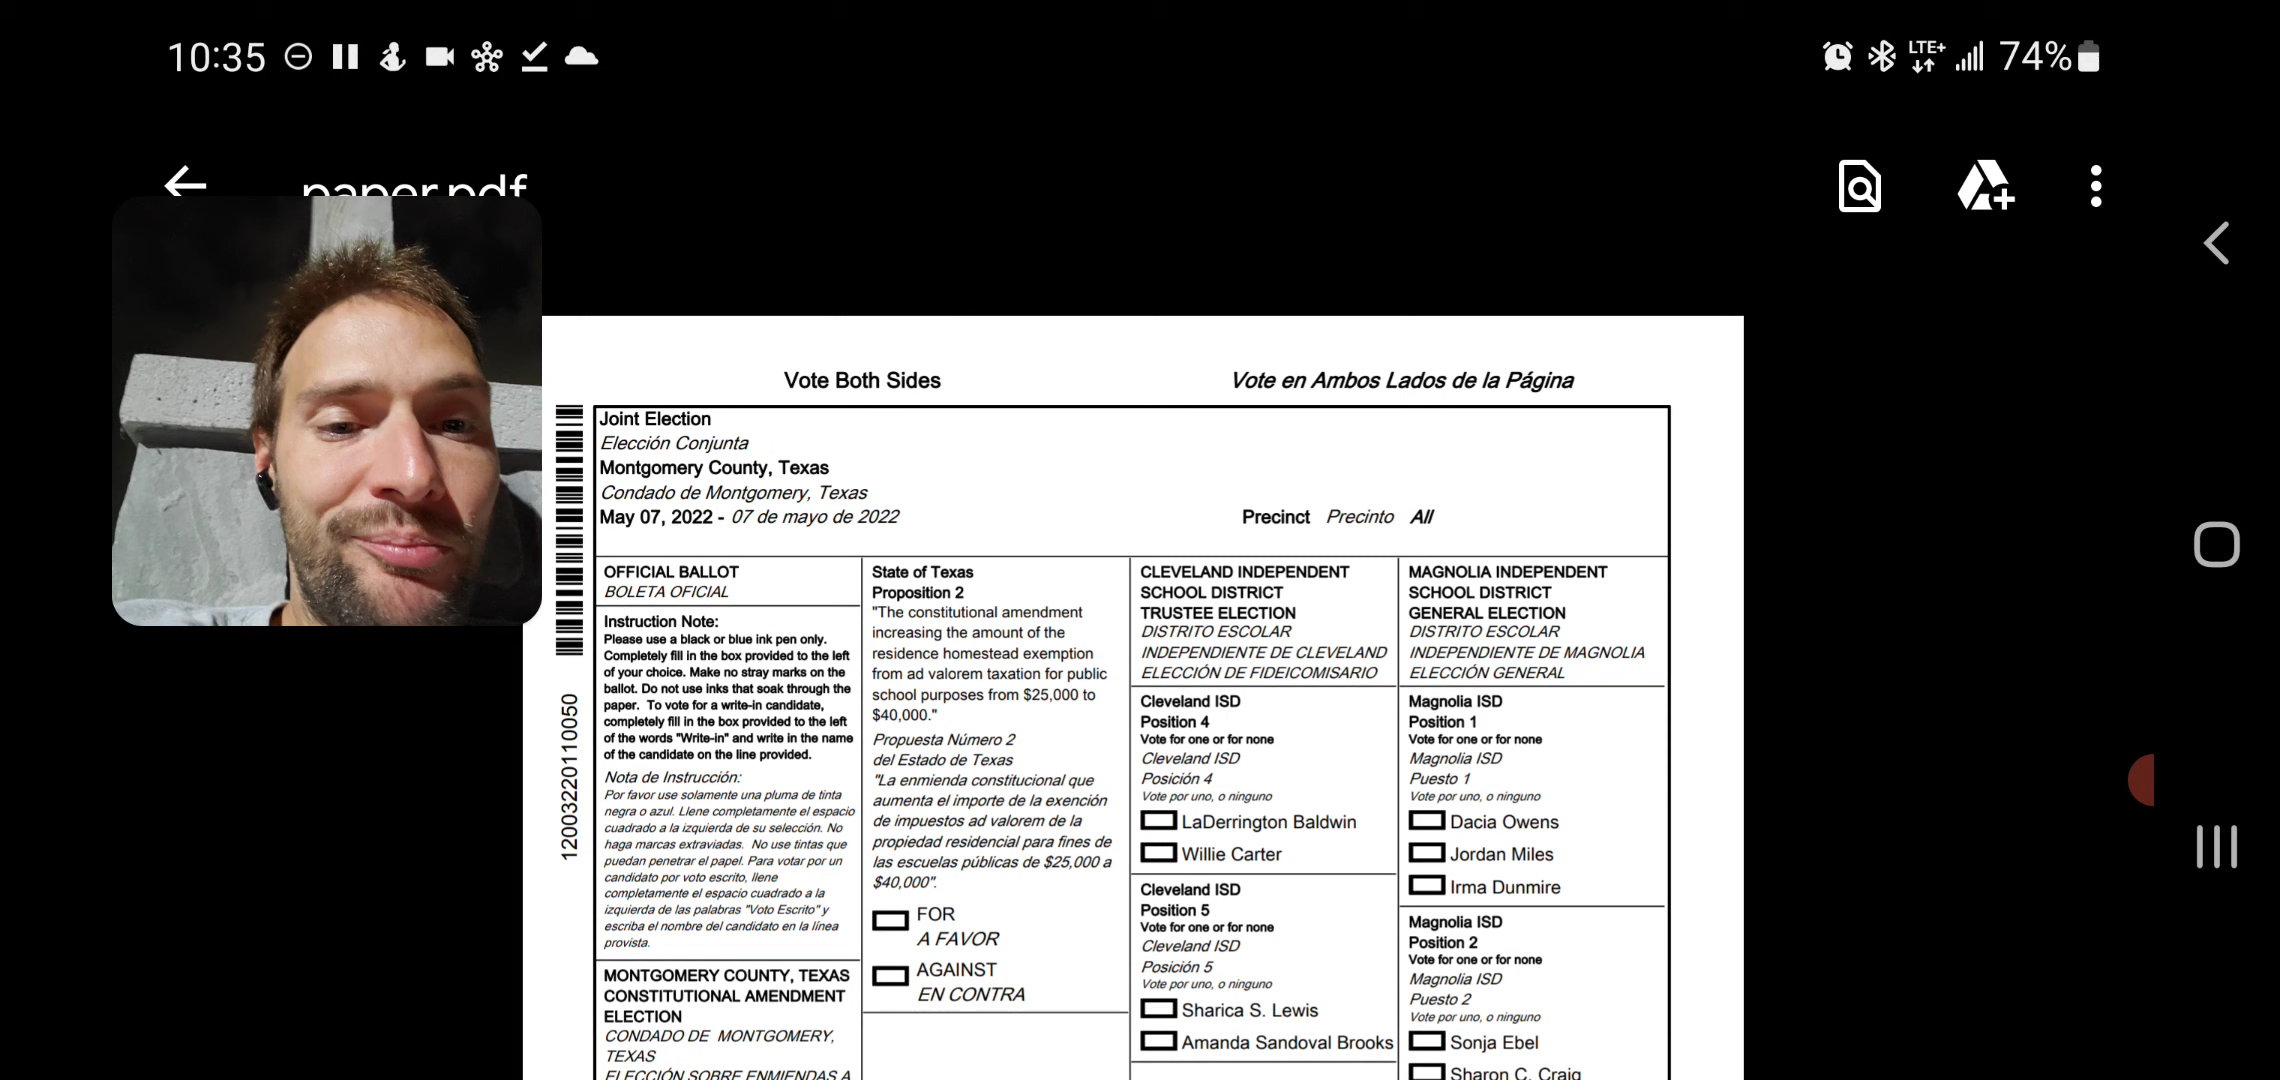 10:35
LTE+
74%
paper.pdf
Vote Both Sides
Vote en Ambos Lados de la Página
Joint Election
Elección Conjunta
Montgomery County, Texas
Condado de Montgomery, Texas
May 07, 2022 - 07 de mayo de 2022
Precinct Precinto All
12003220110050
OFFICIAL BALLOT
BOLETA OFICIAL
Instruction Note:
Please use a black or blue ink pen only.
Completely fill in the box provided to the left
of your choice. Make no stray marks on the
ballot. Do not use inks that soak through the
paper. To vote for a write-in candidate,
completely fill in the box provided to the left
of the words "Write-in" and write in the name
of the candidate on the line provided.
Nota de Instrucción:
Por favor use solamente una pluma de tinta
negra o azul. Llene completamente el espacio
cuadrado a la izquierda de su selección. No
haga marcas extraviadas. No use tintas que
puedan penetrar el papel. Para votar por un
candidato por voto escrito, llene
completamente el espacio cuadrado a la
izquierda de las palabras "Voto Escrito" y
escriba el nombre del candidato en la línea
provista.
MONTGOMERY COUNTY, TEXAS
CONSTITUTIONAL AMENDMENT
ELECTION
CONDADO DE MONTGOMERY,
TEXAS
ELECCIÓN SOBRE ENMIENDAS A
State of Texas
Proposition 2
"The constitutional amendment
increasing the amount of the
residence homestead exemption
from ad valorem taxation for public
school purposes from $25,000 to
$40,000."
Propuesta Número 2
del Estado de Texas
"La enmienda constitucional que
aumenta el importe de la exención
de impuestos ad valorem de la
propiedad residencial para fines de
las escuelas públicas de $25,000 a
$40,000".
FOR
A FAVOR
AGAINST
EN CONTRA
CLEVELAND INDEPENDENT
SCHOOL DISTRICT
TRUSTEE ELECTION
DISTRITO ESCOLAR
INDEPENDIENTE DE CLEVELAND
ELECCIÓN DE FIDEICOMISARIO
Cleveland ISD
Position 4
Vote for one or for none
Cleveland ISD
Posición 4
Vote por uno, o ninguno
LaDerrington Baldwin
Willie Carter
Cleveland ISD
Position 5
Vote for one or for none
Cleveland ISD
Posición 5
Vote por uno, o ninguno
Sharica S. Lewis
Amanda Sandoval Brooks
MAGNOLIA INDEPENDENT
SCHOOL DISTRICT
GENERAL ELECTION
DISTRITO ESCOLAR
INDEPENDIENTE DE MAGNOLIA
ELECCIÓN GENERAL
Magnolia ISD
Position 1
Vote for one or for none
Magnolia ISD
Puesto 1
Vote por uno, o ninguno
Dacia Owens
Jordan Miles
Irma Dunmire
Magnolia ISD
Position 2
Vote for one or for none
Magnolia ISD
Puesto 2
Vote por uno, o ninguno
Sonja Ebel
Sharon C. Craig